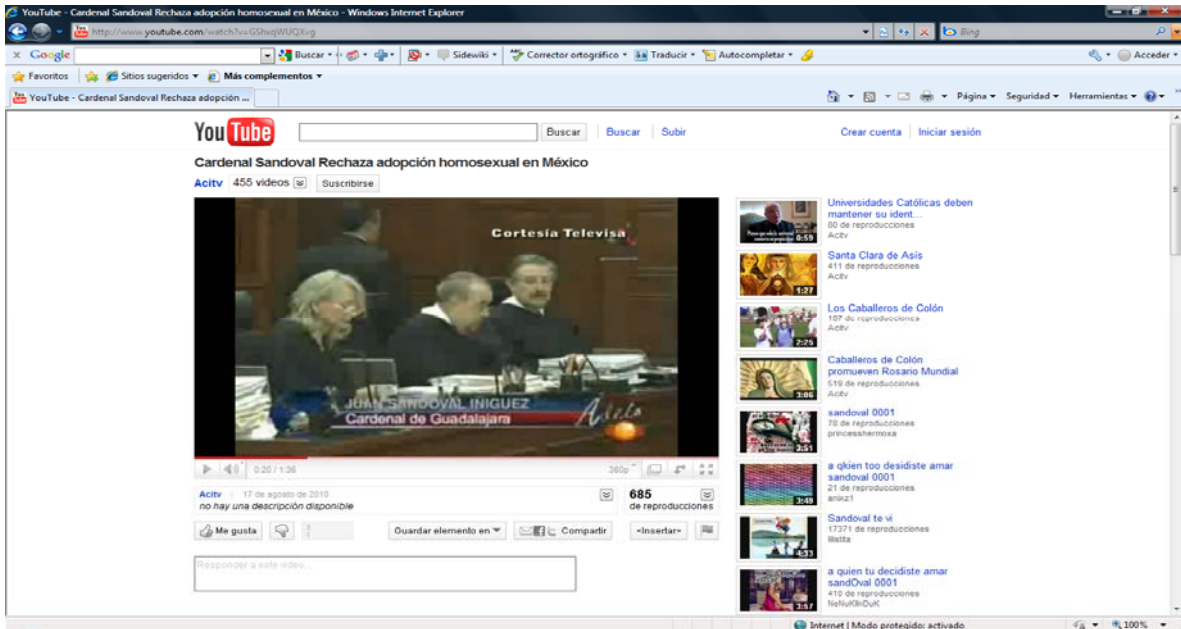 YouTube - Cardenal Sandoval Rechaza adopción homosexual en México - Windows Internet Explorer
http://www.youtube.com/watch?v=GShxqWUQXvg
Bing
x Google
Buscar
Sidewiki
Corrector ortográfico
Traducir
Autocompletar
Acceder
Favoritos
Sitios sugeridos
Más complementos
YouTube - Cardenal Sandoval Rechaza adopción ...
Página
Seguridad
Herramientas
You Tube
Buscar
Buscar
Subir
Crear cuenta
Iniciar sesión
Cardenal Sandoval Rechaza adopción homosexual en México
Acitv
455 videos
Suscribirse
Cortesía Televisa
JUAN SANDOVAL IÑIGUEZ
Cardenal de Guadalajara
Adela
0:20 / 1:36
360p
Acitv
17 de agosto de 2010
no hay una descripción disponible
685
de reproducciones
Me gusta
Guardar elemento en
Compartir
<Insertar>
Responder a este video...
Universidades Católicas deben
mantener su ident...
80 de reproducciones
Acitv
0:59
Santa Clara de Asís
411 de reproducciones
Acitv
1:27
Los Caballeros de Colón
187 de reproducciones
Acitv
2:25
Caballeros de Colón
promueven Rosario Mundial
519 de reproducciones
Acitv
3:06
sandoval 0001
78 de reproducciones
princesshermoxa
3:51
a qkien too desidiste amar
sandoval 0001
21 de reproducciones
anixz1
3:49
Sandoval te vi
17371 de reproducciones
4:33
a quien tu decidiste amar
sandOval 0001
410 de reproducciones
NeNuKlInDuK
3:57
Internet | Modo protegido: activado
100%